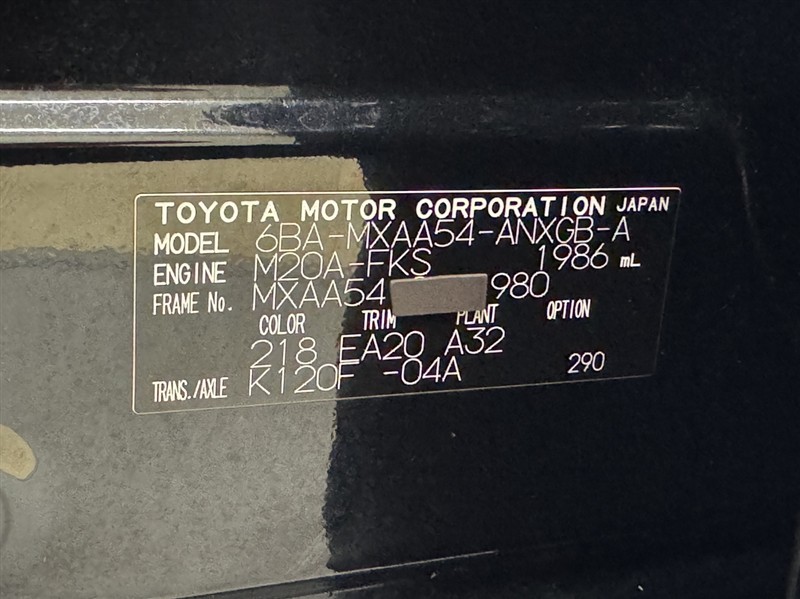 TOYOTA MOTOR CORPORATION JAPAN
MODEL 6BA-MXAA54-ANXGB-A
ENGINE M20A-FKS 1986 mL
FRAME No. MXAA54 980
COLOR TRIM PLANT OPTION
218 EA20 A32
TRANS./AXLE K120F -04A 290